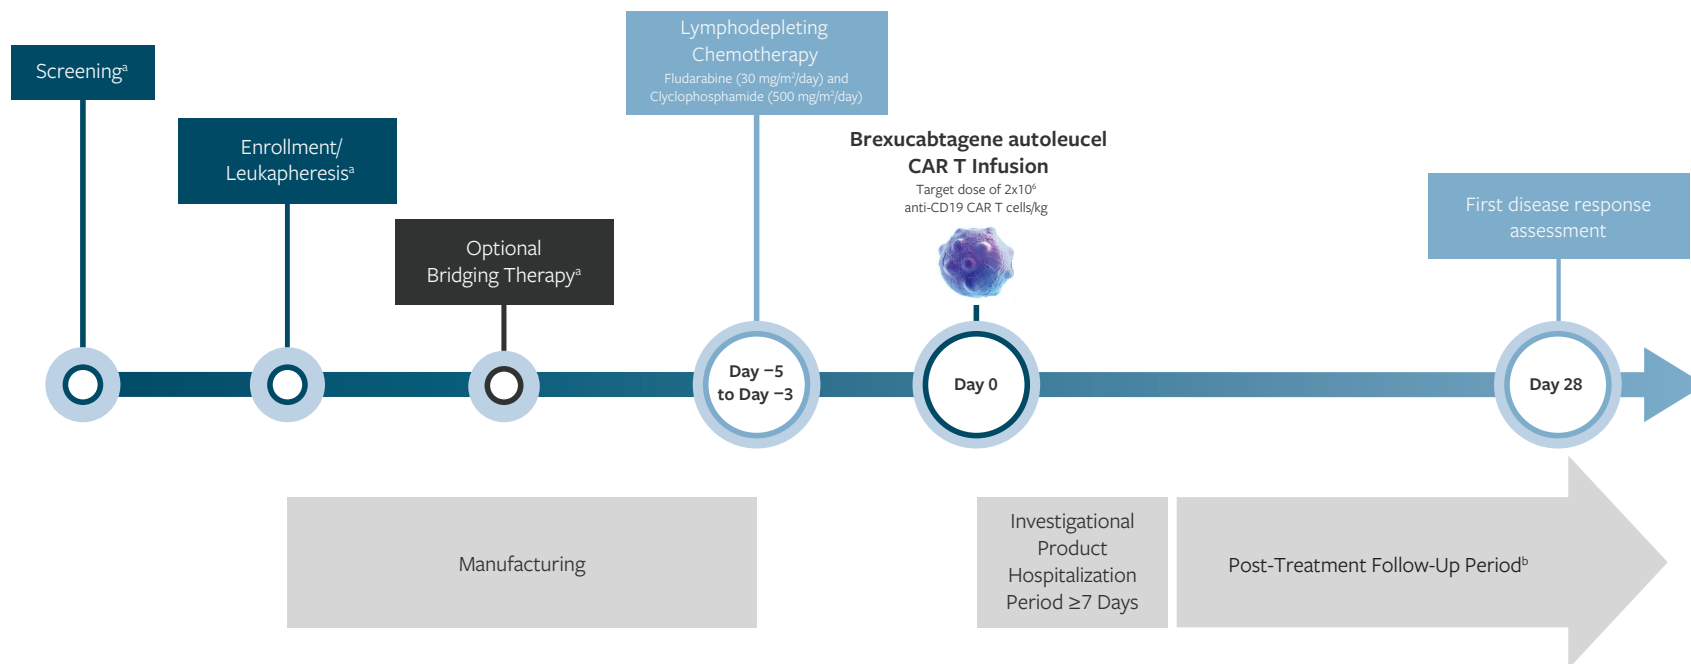 Screeningᵃ
Enrollment/
Leukapheresisᵃ
Optional
Bridging Therapyᵃ
Lymphodepleting
Chemotherapy
Fludarabine (30 mg/m²/day) and
Clyclophosphamide (500 mg/m²/day)
Brexucabtagene autoleucel
CAR T Infusion
Target dose of 2x10⁶
anti-CD19 CAR T cells/kg
First disease response
assessment
Day −5
to Day −3
Day 0
Day 28
Manufacturing
Investigational
Product
Hospitalization
Period ≥7 Days
Post-Treatment Follow-Up Periodᵇ